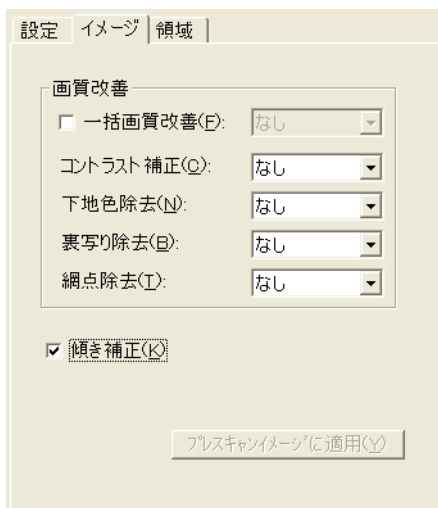 設定 イメージ 領域
画質改善
一括画質改善(F): なし
コントラスト補正(C): なし
下地色除去(N): なし
裏写り除去(B): なし
網点除去(T): なし
傾き補正(K)
プレスキャンイメージに適用(Y)